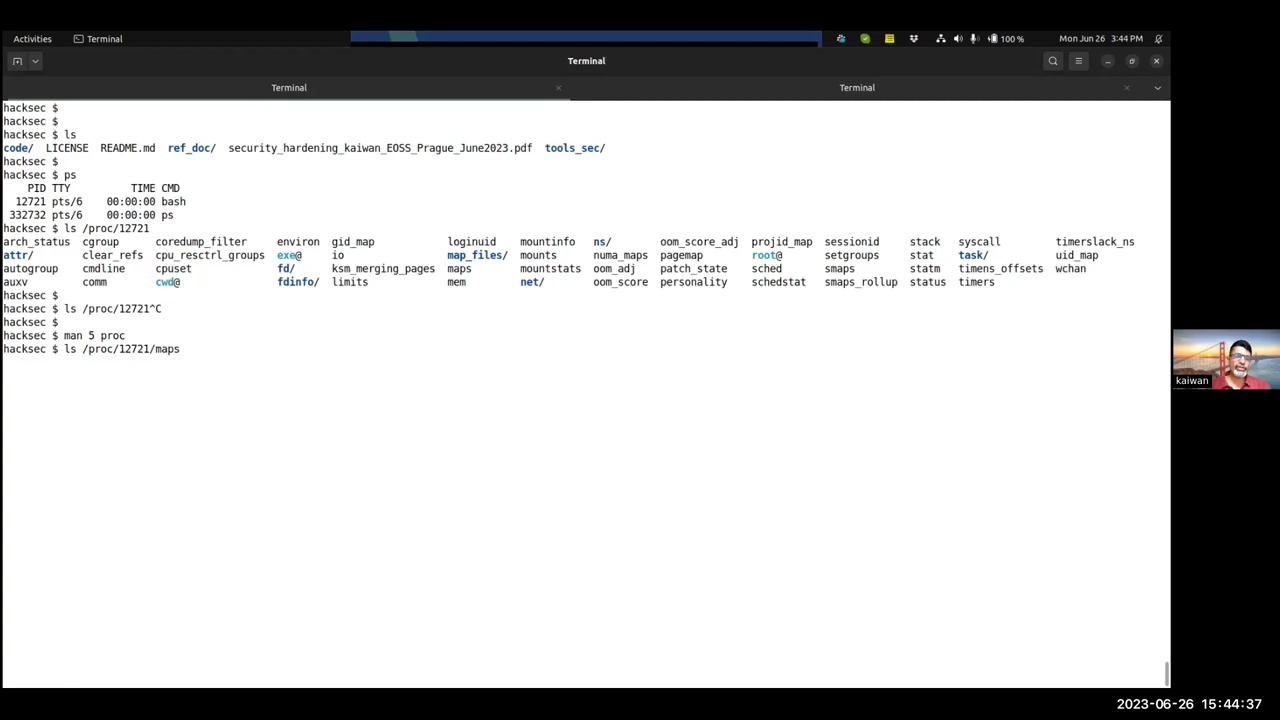 Activities Terminal 100 % Mon Jun 26 3:44 PM
Terminal
Terminal Terminal
hacksec $
hacksec $
hacksec $ ls
code/ LICENSE README.md ref_doc/ security_hardening_kaiwan_EOSS_Prague_June2023.pdf tools_sec/
hacksec $
hacksec $ ps
PID TTY TIME CMD
12721 pts/6 00:00:00 bash
332732 pts/6 00:00:00 ps
hacksec $ ls /proc/12721
arch_status cgroup coredump_filter environ gid_map loginuid mountinfo ns/ oom_score_adj projid_map sessionid stack syscall timerslack_ns
attr/ clear_refs cpu_resctrl_groups exe@ io map_files/ mounts numa_maps pagemap root@ setgroups stat task/ uid_map
autogroup cmdline cpuset fd/ ksm_merging_pages maps mountstats oom_adj patch_state sched smaps statm timens_offsets wchan
auxv comm cwd@ fdinfo/ limits mem net/ oom_score personality schedstat smaps_rollup status timers
hacksec $
hacksec $ ls /proc/12721^C
hacksec $
hacksec $ man 5 proc
hacksec $ ls /proc/12721/maps
kaiwan
2023-06-26 15:44:37